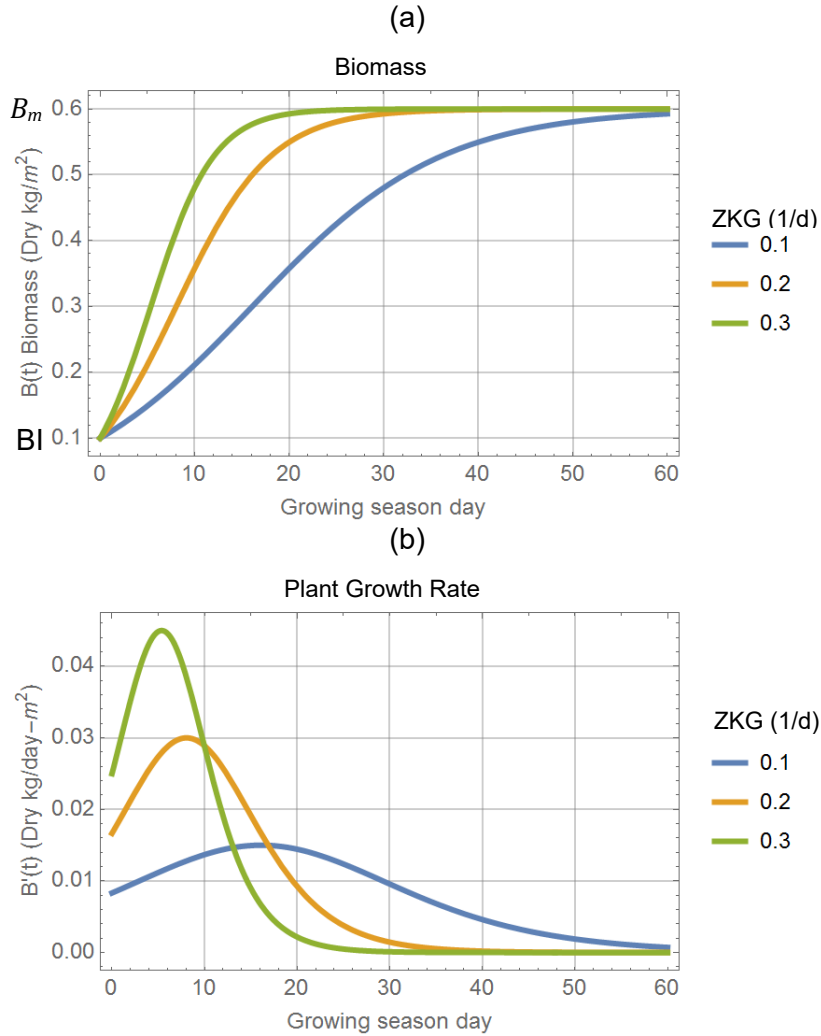 (a)
Biomass
B_m
0.6
0.5
0.4
0.3
0.2
BI 0.1
B(t) Biomass (Dry kg/m²)
0 10 20 30 40 50 60
Growing season day
ZKG (1/d)
0.1
0.2
0.3
(b)
Plant Growth Rate
0.04
0.03
0.02
0.01
0.00
B'(t) (Dry kg/day−m²)
0 10 20 30 40 50 60
Growing season day
ZKG (1/d)
0.1
0.2
0.3